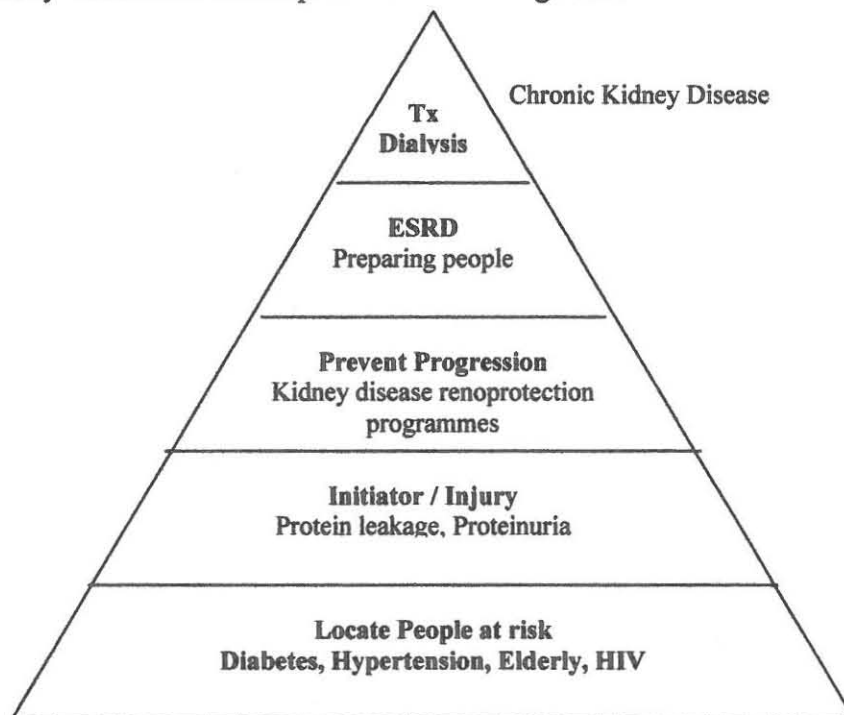 Chronic Kidney Disease
Tx
Dialysis
ESRD
Preparing people
Prevent Progression
Kidney disease renoprotection
programmes
Initiator / Injury
Protein leakage, Proteinuria
Locate People at risk
Diabetes, Hypertension, Elderly, HIV